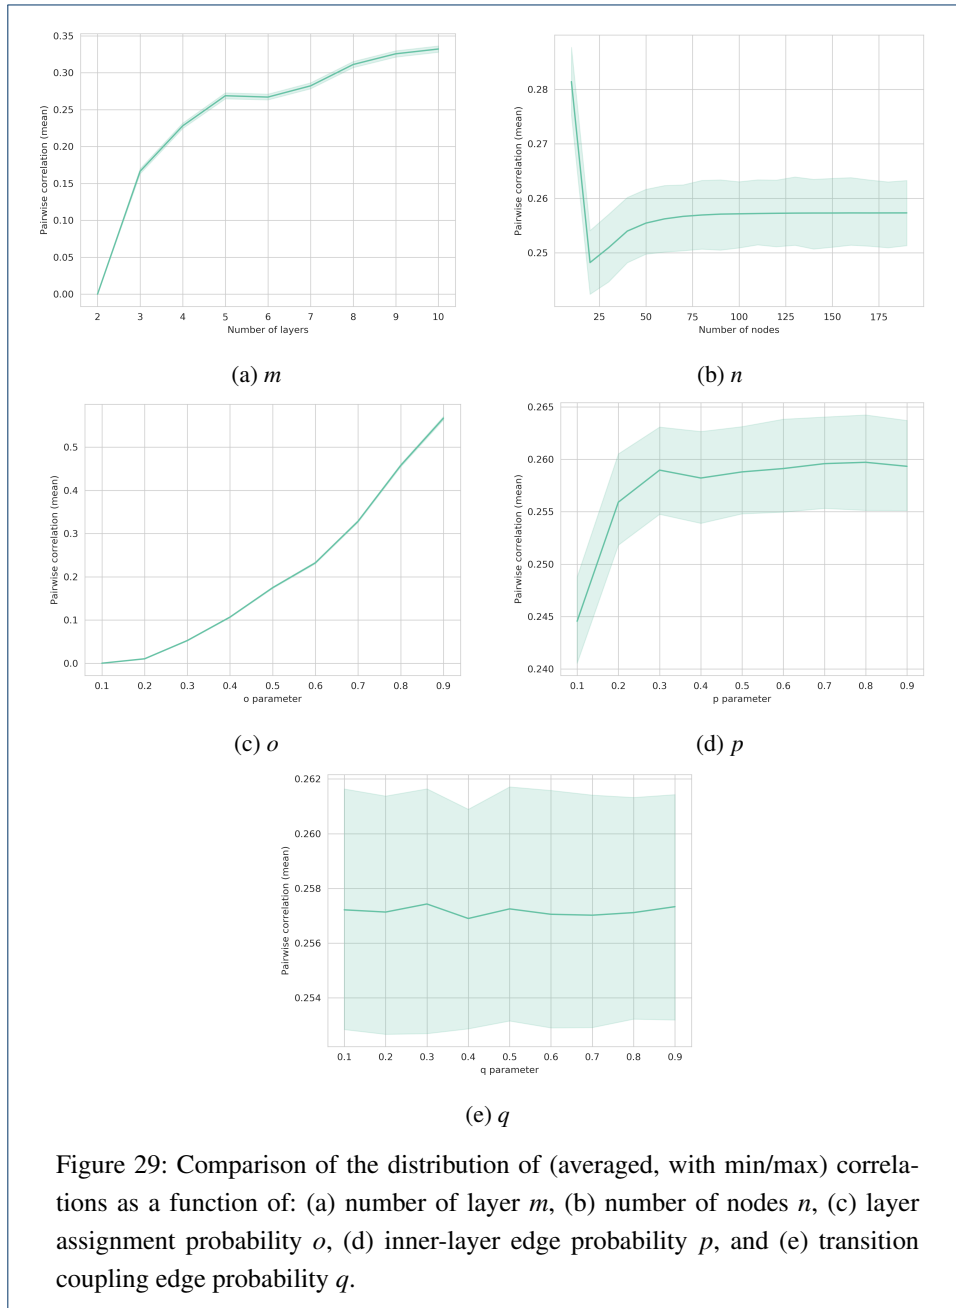 0.35
0.30
0.25
0.20
0.15
0.10
0.05
0.00
Pairwise correlation (mean)
2 3 4 5 6 7 8 9 10
Number of layers
(a) m
0.28
0.27
0.26
0.25
Pairwise correlation (mean)
25 50 75 100 125 150 175
Number of nodes
(b) n
0.5
0.4
0.3
0.2
0.1
0.0
Pairwise correlation (mean)
0.1 0.2 0.3 0.4 0.5 0.6 0.7 0.8 0.9
o parameter
(c) o
0.265
0.260
0.255
0.250
0.245
0.240
Pairwise correlation (mean)
0.1 0.2 0.3 0.4 0.5 0.6 0.7 0.8 0.9
p parameter
(d) p
0.262
0.260
0.258
0.256
0.254
Pairwise correlation (mean)
0.1 0.2 0.3 0.4 0.5 0.6 0.7 0.8 0.9
q parameter
(e) q
Figure 29: Comparison of the distribution of (averaged, with min/max) correla-
tions as a function of: (a) number of layer m, (b) number of nodes n, (c) layer
assignment probability o, (d) inner-layer edge probability p, and (e) transition
coupling edge probability q.